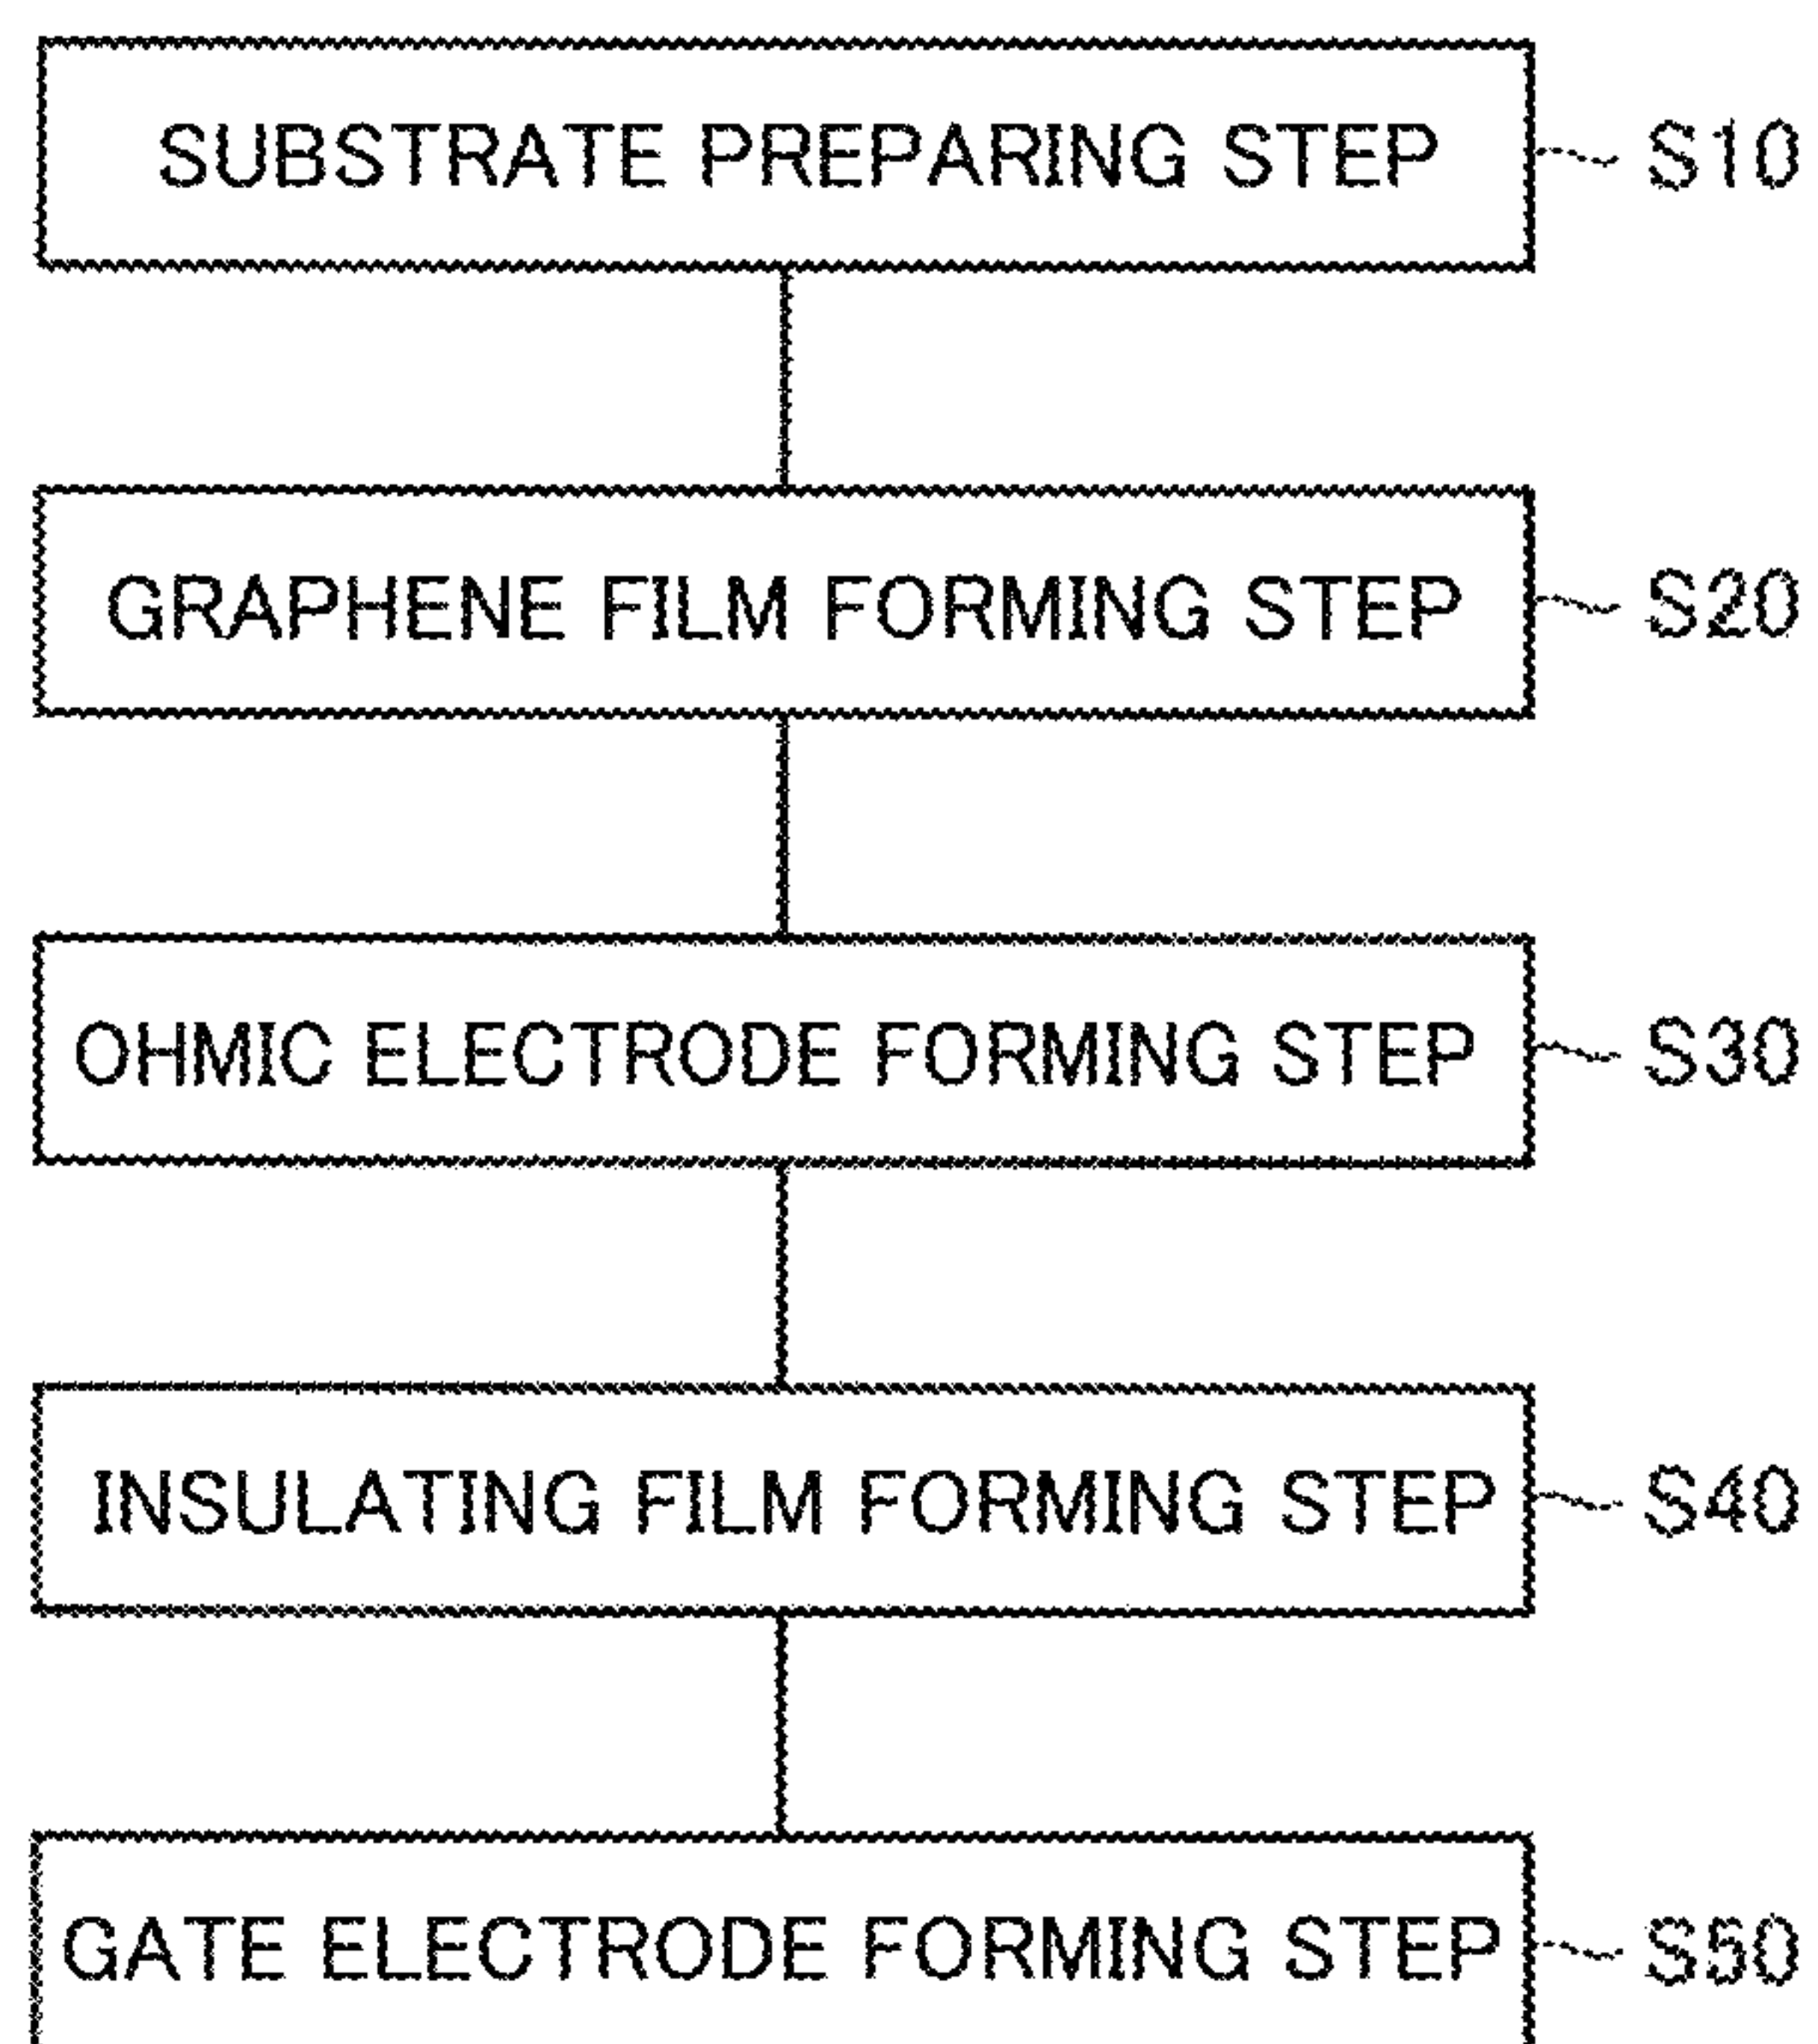 SUBSTRATE PREPARING STEP S10
GRAPHENE FILM FORMING STEP S20
OHMIC ELECTRODE FORMING STEP S30
INSULATING FILM FORMING STEP S40
GATE ELECTRODE FORMING STEP S50